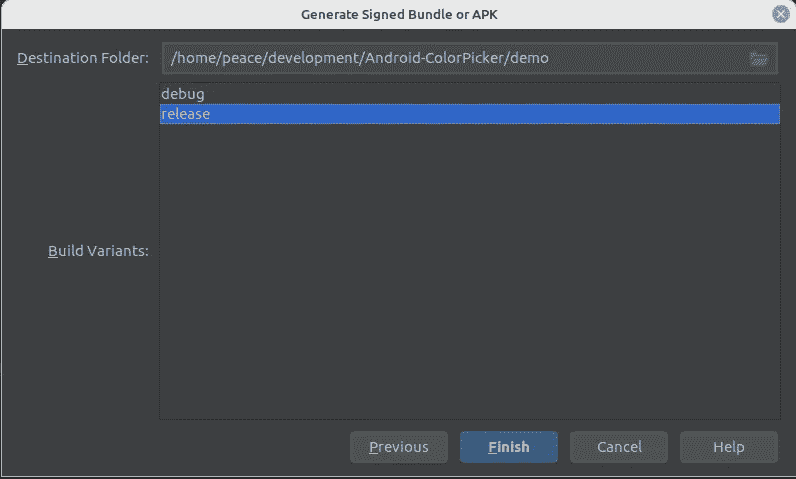 Generate Signed Bundle or APK
Destination Folder: /home/peace/development/Android-ColorPicker/demo
debug
release
Build Variants:
Previous Finish Cancel Help